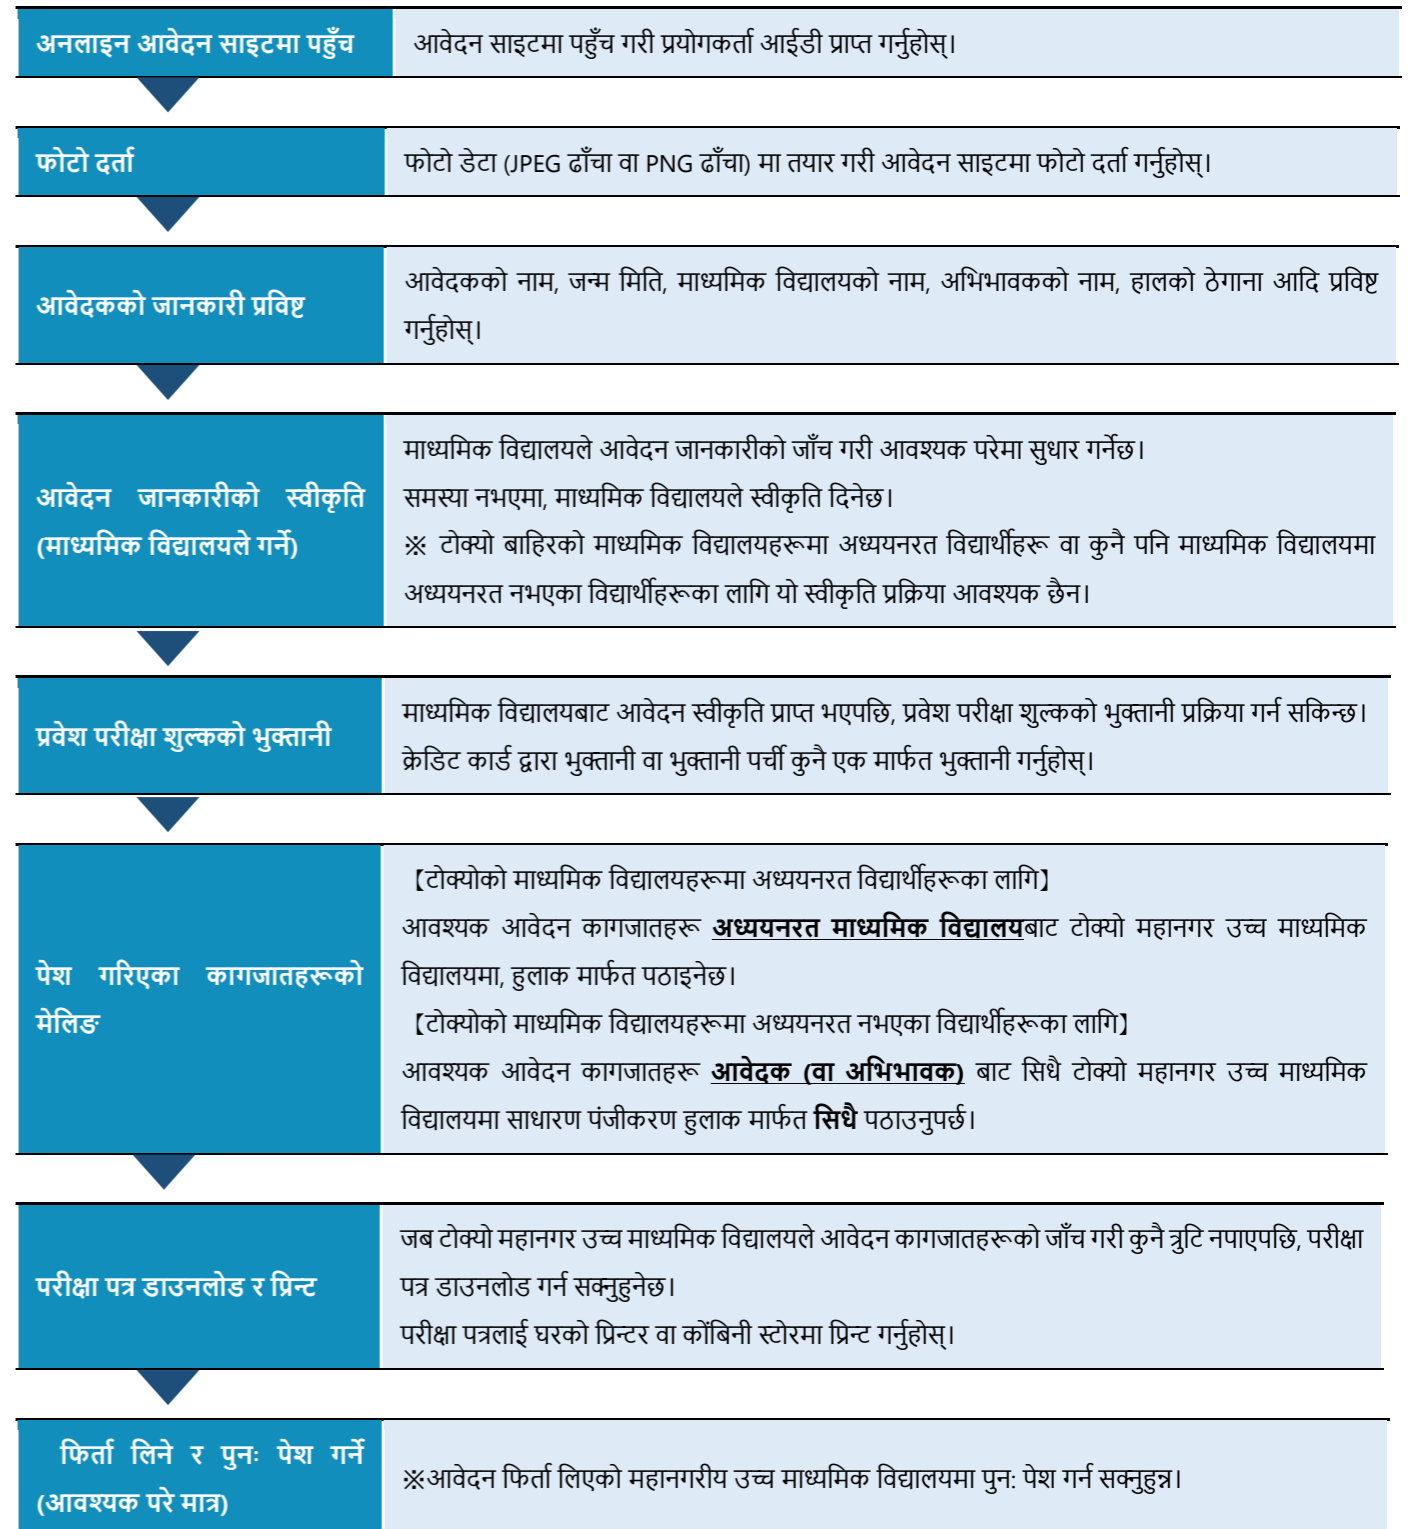 अनलाइन आवेदन साइटमा पहुँच
आवेदन साइटमा पहुँच गरी प्रयोगकर्ता आईडी प्राप्त गर्नुहोस्।
फोटो दर्ता
फोटो डेटा (JPEG ढाँचा वा PNG ढाँचा) मा तयार गरी आवेदन साइटमा फोटो दर्ता गर्नुहोस्।
आवेदकको जानकारी प्रविष्ट
आवेदकको नाम, जन्म मिति, माध्यमिक विद्यालयको नाम, अभिभावकको नाम, हालको ठेगाना आदि प्रविष्ट
गर्नुहोस्।
आवेदन जानकारीको स्वीकृति
(माध्यमिक विद्यालयले गर्ने)
माध्यमिक विद्यालयले आवेदन जानकारीको जाँच गरी आवश्यक परेमा सुधार गर्नेछ।
समस्या नभएमा, माध्यमिक विद्यालयले स्वीकृति दिनेछ।
※ टोक्यो बाहिरको माध्यमिक विद्यालयहरूमा अध्ययनरत विद्यार्थीहरू वा कुनै पनि माध्यमिक विद्यालयमा
अध्ययनरत नभएका विद्यार्थीहरूका लागि यो स्वीकृति प्रक्रिया आवश्यक छैन।
प्रवेश परीक्षा शुल्कको भुक्तानी
माध्यमिक विद्यालयबाट आवेदन स्वीकृति प्राप्त भएपछि, प्रवेश परीक्षा शुल्कको भुक्तानी प्रक्रिया गर्न सकिन्छ।
क्रेडिट कार्ड द्वारा भुक्तानी वा भुक्तानी पर्ची कुनै एक मार्फत भुक्तानी गर्नुहोस्।
पेश गरिएका कागजातहरूको
मेलिङ
【टोक्योको माध्यमिक विद्यालयहरूमा अध्ययनरत विद्यार्थीहरूका लागि】
आवश्यक आवेदन कागजातहरू अध्ययनरत माध्यमिक विद्यालयबाट टोक्यो महानगर उच्च माध्यमिक
विद्यालयमा, हुलाक मार्फत पठाइनेछ।
【टोक्योको माध्यमिक विद्यालयहरूमा अध्ययनरत नभएका विद्यार्थीहरूका लागि】
आवश्यक आवेदन कागजातहरू आवेदक (वा अभिभावक) बाट सिधै टोक्यो महानगर उच्च माध्यमिक
विद्यालयमा साधारण पंजीकरण हुलाक मार्फत सिधै पठाउनुपर्छ।
परीक्षा पत्र डाउनलोड र प्रिन्ट
जब टोक्यो महानगर उच्च माध्यमिक विद्यालयले आवेदन कागजातहरूको जाँच गरी कुनै त्रुटि नपाएपछि, परीक्षा
पत्र डाउनलोड गर्न सक्नुहुनेछ।
परीक्षा पत्रलाई घरको प्रिन्टर वा कोंबिनी स्टोरमा प्रिन्ट गर्नुहोस्।
फिर्ता लिने र पुनः पेश गर्ने
(आवश्यक परे मात्र)
※आवेदन फिर्ता लिएको महानगरीय उच्च माध्यमिक विद्यालयमा पुन: पेश गर्न सक्नुहुन्न।